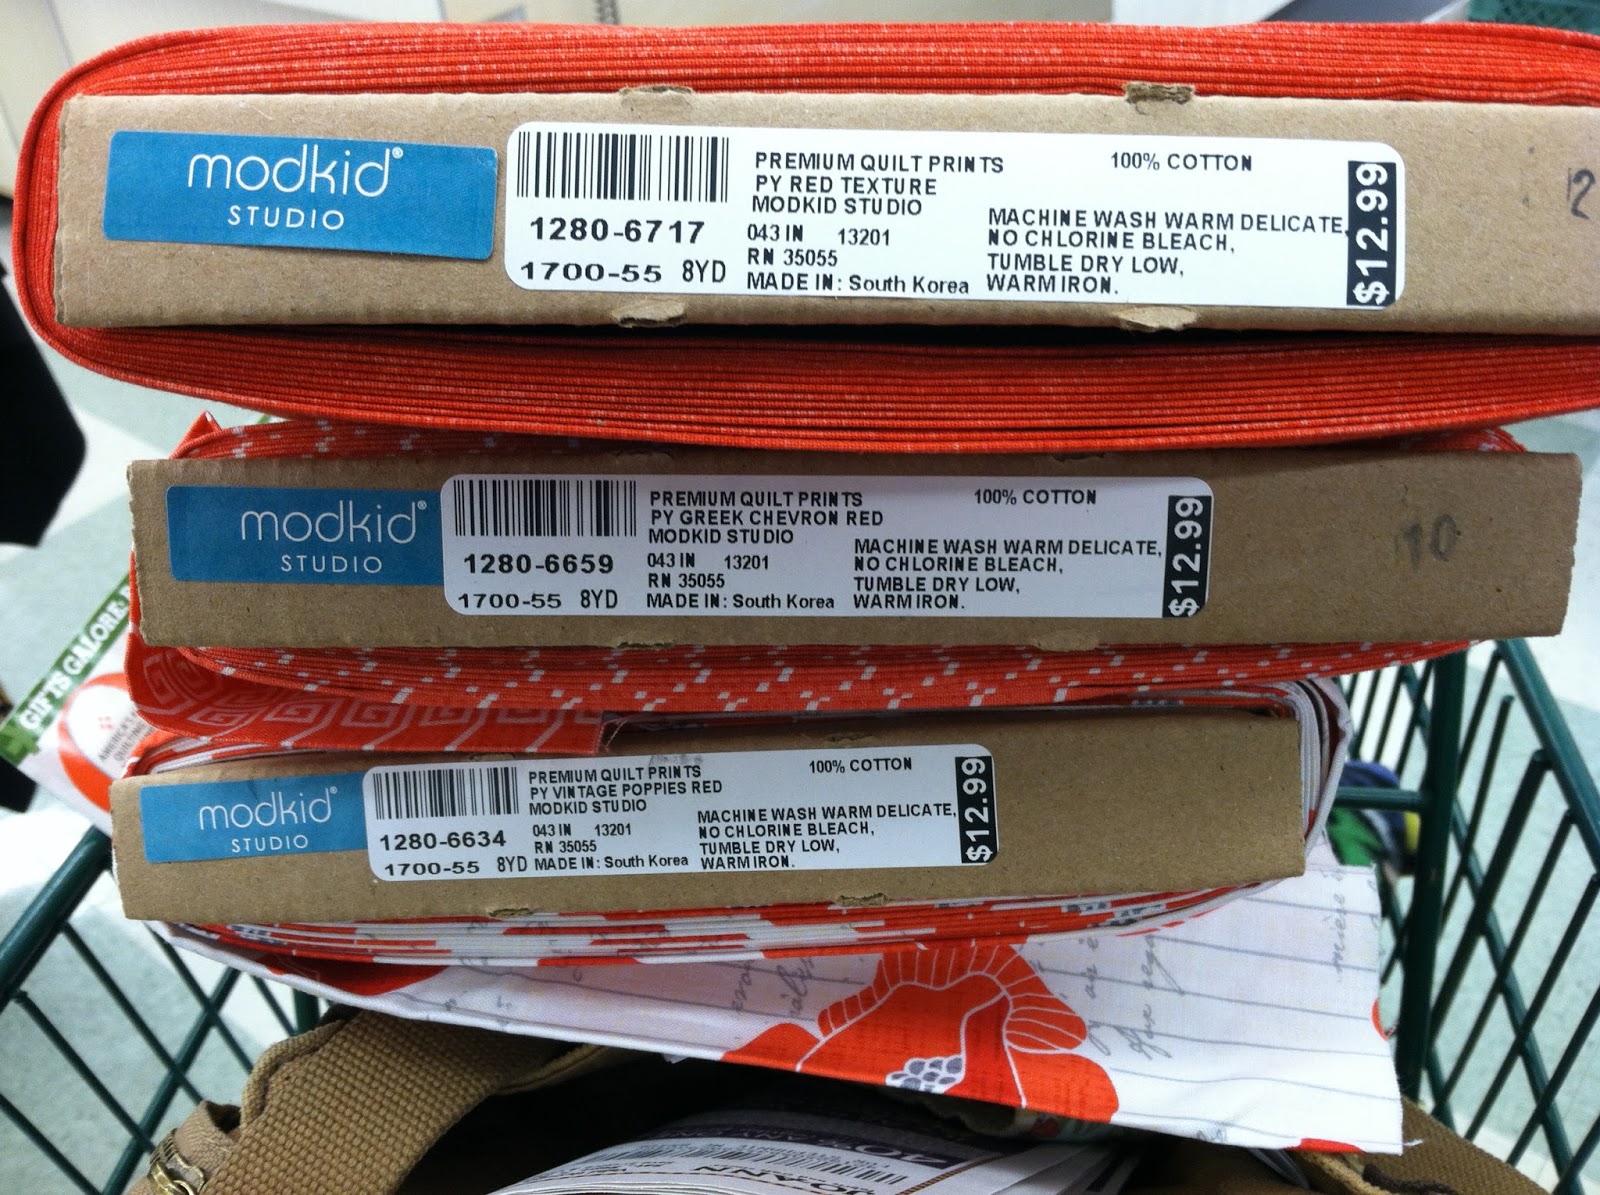 modkid®
STUDIO
1280-6717
1700-55 8YD
PREMIUM QUILT PRINTS
PY RED TEXTURE
MODKID STUDIO
043 IN 13201
RN 35055
MADE IN: South Korea
100% COTTON
MACHINE WASH WARM DELICATE,
NO CHLORINE BLEACH,
TUMBLE DRY LOW,
WARM IRON.
$12.99
12
modkid®
STUDIO
1280-6659
1700-55 8YD
PREMIUM QUILT PRINTS
PY GREEK CHEVRON RED
MODKID STUDIO
043 IN 13201
RN 35055
MADE IN: South Korea
100% COTTON
MACHINE WASH WARM DELICATE,
NO CHLORINE BLEACH,
TUMBLE DRY LOW,
WARM IRON.
$12.99
10
GIFTS GALORE
modkid®
STUDIO
1280-6634
1700-55 8YD
PREMIUM QUILT PRINTS
PY VINTAGE POPPIES RED
MODKID STUDIO
043 IN 13201
RN 35055
MADE IN: South Korea
100% COTTON
MACHINE WASH WARM DELICATE,
NO CHLORINE BLEACH,
TUMBLE DRY LOW,
WARM IRON.
$12.99
40% ANY
JO-ANN